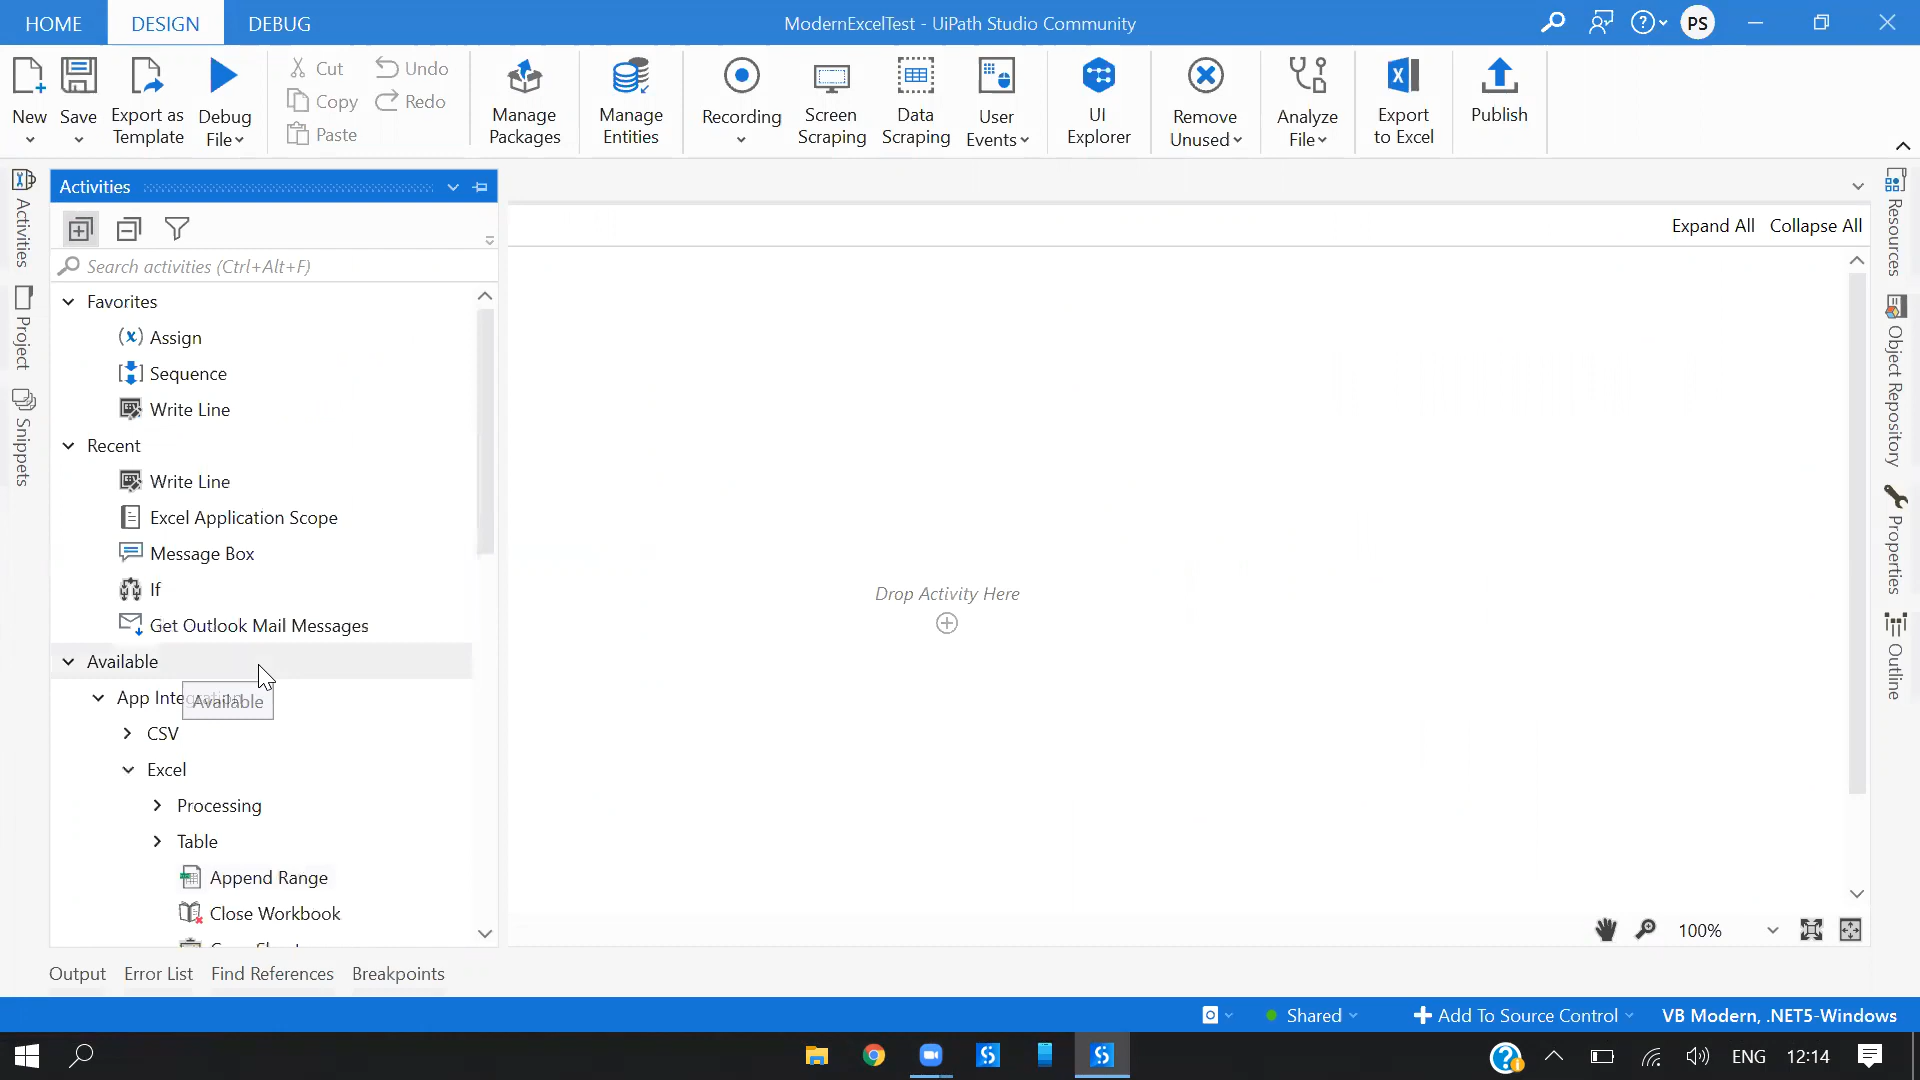 HOME DESIGN DEBUG
ModernExcelTest - UiPath Studio Community
PS
New
Save
Export as
Template
Debug
File
Cut
Copy
Paste
Undo
Redo
Manage
Packages
Manage
Entities
Recording
Screen
Scraping
Data
Scraping
User
Events
UI
Explorer
Remove
Unused
Analyze
File
Export
to Excel
Publish
Activities
Project
Snippets
Activities
Search activities (Ctrl+Alt+F)
Favorites
Assign
Sequence
Write Line
Recent
Write Line
Excel Application Scope
Message Box
If
Get Outlook Mail Messages
Available
App Integration
Available
CSV
Excel
Processing
Table
Append Range
Close Workbook
Expand All Collapse All
Drop Activity Here
100%
Resources
Object Repository
Properties
Outline
Output Error List Find References Breakpoints
Shared Add To Source Control VB Modern, .NET5-Windows
ENG 12:14